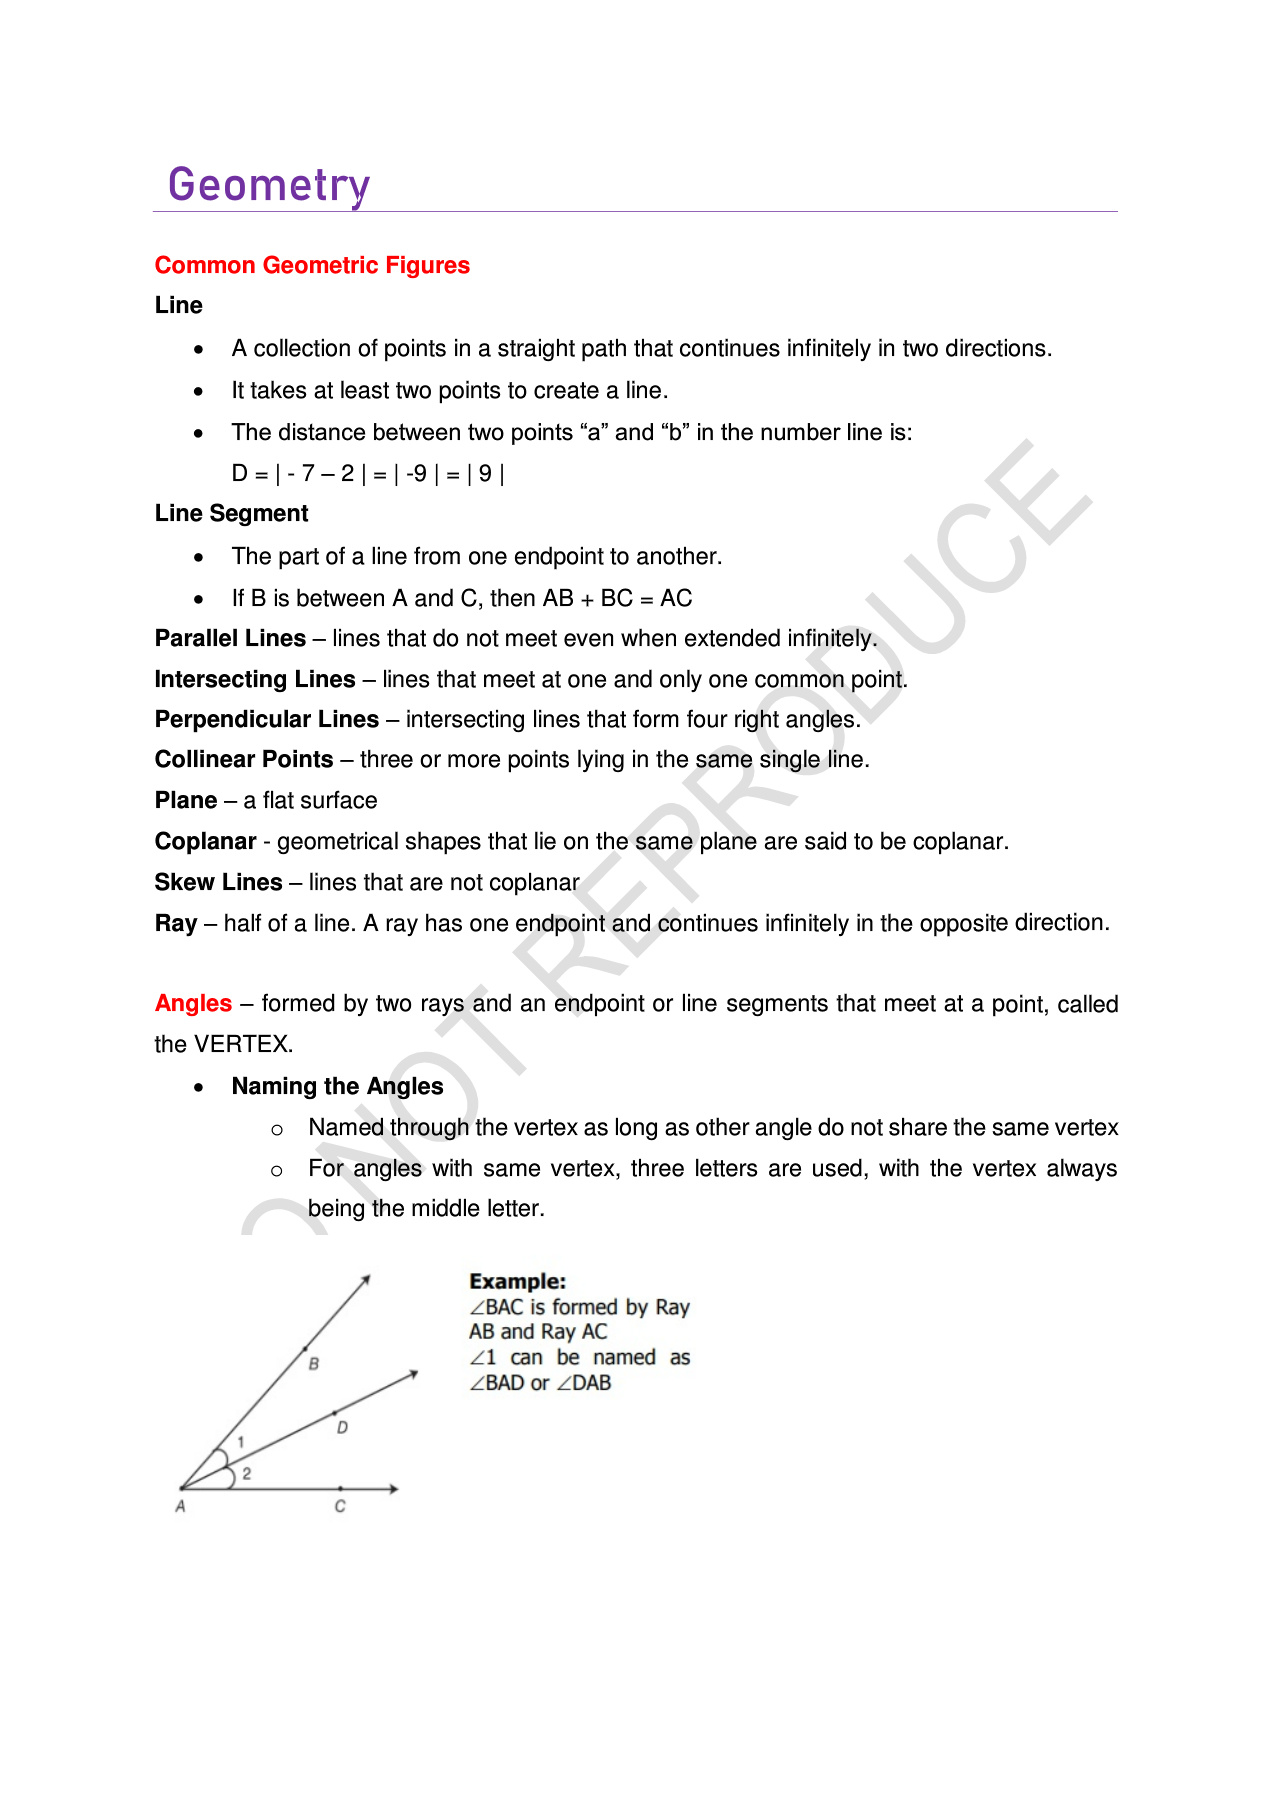 Geometry
Common Geometric Figures
Line
• A collection of points in a straight path that continues infinitely in two directions.
• It takes at least two points to create a line.
• The distance between two points “a” and “b” in the number line is:
D = | - 7 – 2 | = | -9 | = | 9 |
Line Segment
• The part of a line from one endpoint to another.
• If B is between A and C, then AB + BC = AC
Parallel Lines – lines that do not meet even when extended infinitely.
Intersecting Lines – lines that meet at one and only one common point.
Perpendicular Lines – intersecting lines that form four right angles.
Collinear Points – three or more points lying in the same single line.
Plane – a flat surface
Coplanar - geometrical shapes that lie on the same plane are said to be coplanar.
Skew Lines – lines that are not coplanar
Ray – half of a line. A ray has one endpoint and continues infinitely in the opposite direction.
Angles – formed by two rays and an endpoint or line segments that meet at a point, called
the VERTEX.
• Naming the Angles
o Named through the vertex as long as other angle do not share the same vertex
o For angles with same vertex, three letters are used, with the vertex always
being the middle letter.
Example:
∠BAC is formed by Ray
AB and Ray AC
∠1 can be named as
∠BAD or ∠DAB
B
D
1
2
A
C
NOT REPRODUCE